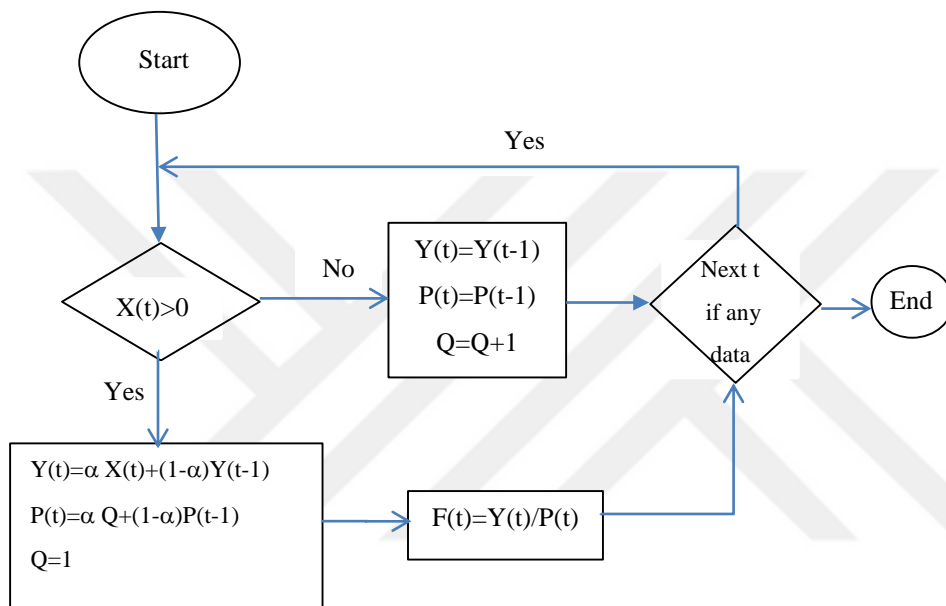 Start
Yes
X(t)>0
No
Y(t)=Y(t-1)
P(t)=P(t-1)
Q=Q+1
Next t
if any
data
End
Yes
Y(t)=α X(t)+(1-α)Y(t-1)
P(t)=α Q+(1-α)P(t-1)
Q=1
F(t)=Y(t)/P(t)